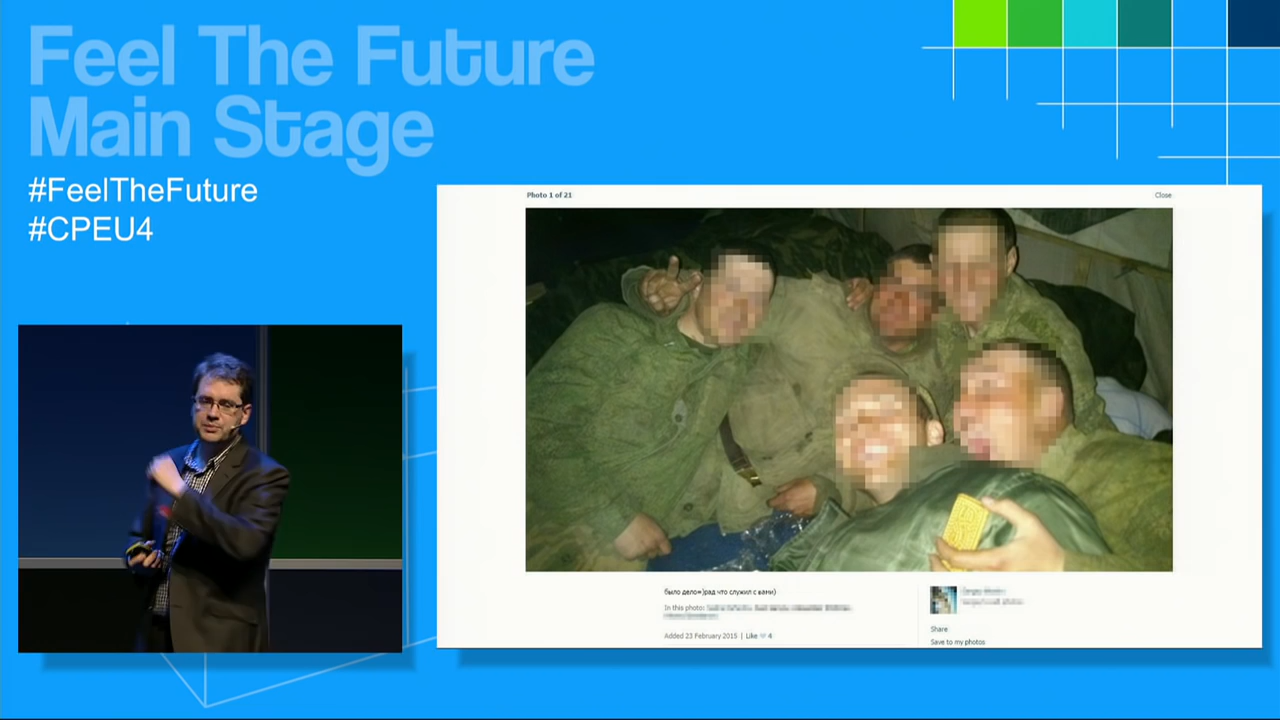 Feel The Future
Main Stage
#FeelTheFuture
#CPEU4
Photo 1 of 21
Close
было дело=)рад что служил с вами)
In this photo:
Added 23 February 2015 | Like 4
Share
Save to my photos